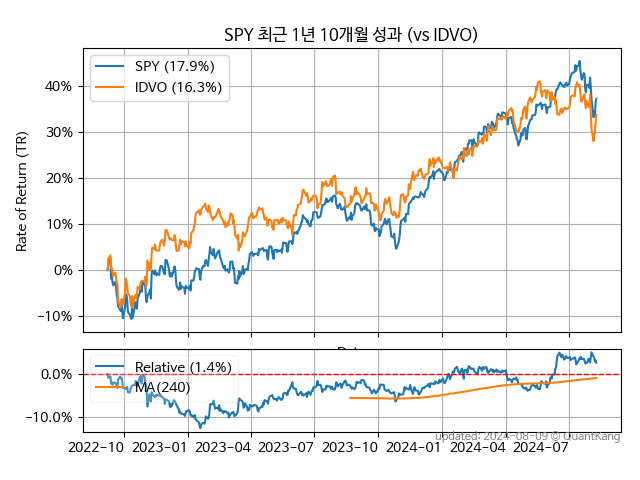 SPY 최근 1년 10개월 성과 (vs IDVO)
SPY (17.9%)
IDVO (16.3%)
Rate of Return (TR)
40%
30%
20%
10%
0%
−10%
Relative (1.4%)
MA(240)
0.0%
−10.0%
2022−10 2023−01 2023−04 2023−07 2023−10 2024−01 2024−04 2024−07
updated: 2024-08-09 © QuantKang